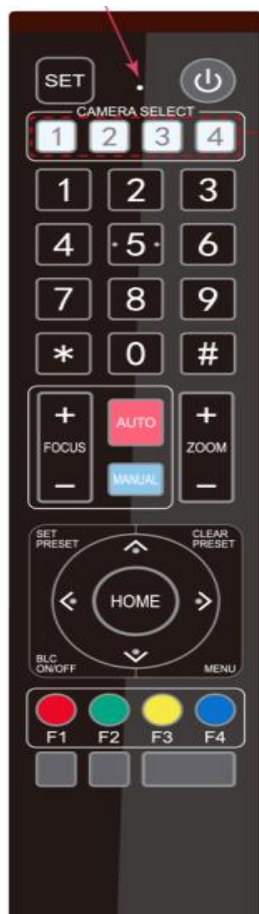 SET
CAMERA SELECT
1 2 3 4
1 2 3
4 ·5· 6
7 8 9
* 0 #
+ AUTO +
FOCUS ZOOM
− MANUAL −
SET PRESET CLEAR PRESET
HOME
BLC ON/OFF MENU
F1 F2 F3 F4